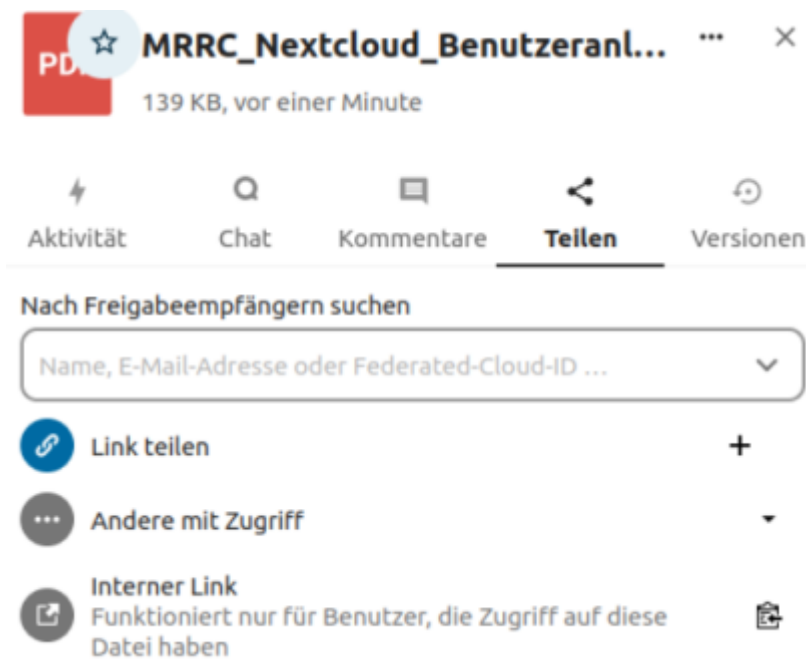 MRRC_Nextcloud_Benutzeranl...
139 KB, vor einer Minute
Aktivität
Chat
Kommentare
Teilen
Versionen
Nach Freigabeempfängern suchen
Name, E-Mail-Adresse oder Federated-Cloud-ID ...
Link teilen
Andere mit Zugriff
Interner Link
Funktioniert nur für Benutzer, die Zugriff auf diese
Datei haben